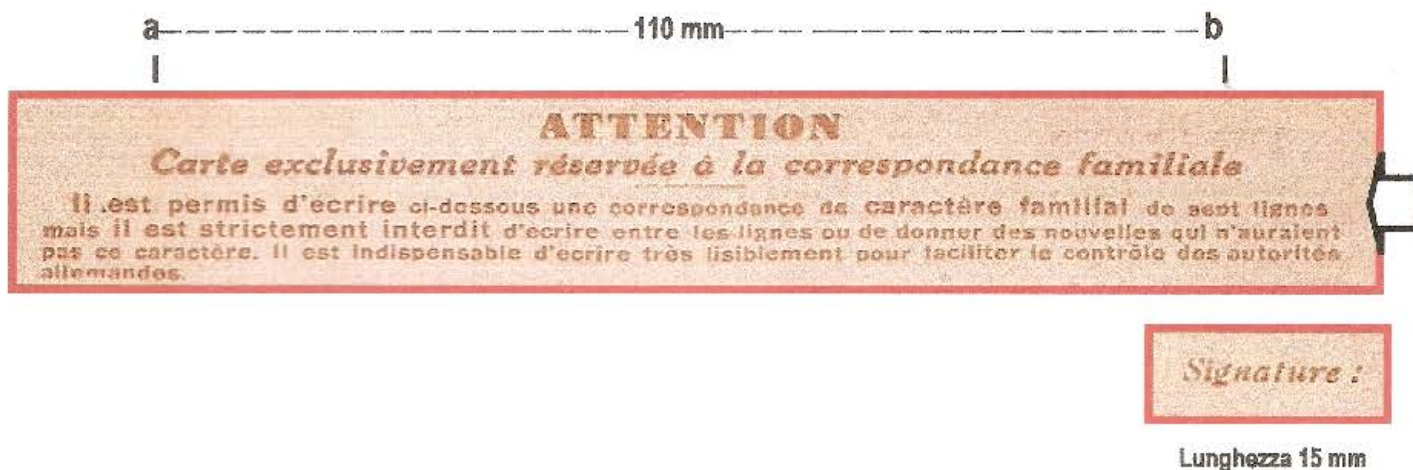 a 110 mm b
ATTENTION
Carte exclusivement réservée à la correspondance familiale
Il est permis d'ecrire ci-dessous une correspondance de caractère familial de sept lignes
mais il est strictement interdit d'écrire entre les lignes ou de donner des nouvelles qui n'auraient
pas ce caractère. Il est indispensable d'ecrire très lisiblement pour faciliter le contrôle des autorités
allemandes.
Signature :
Lunghezza 15 mm